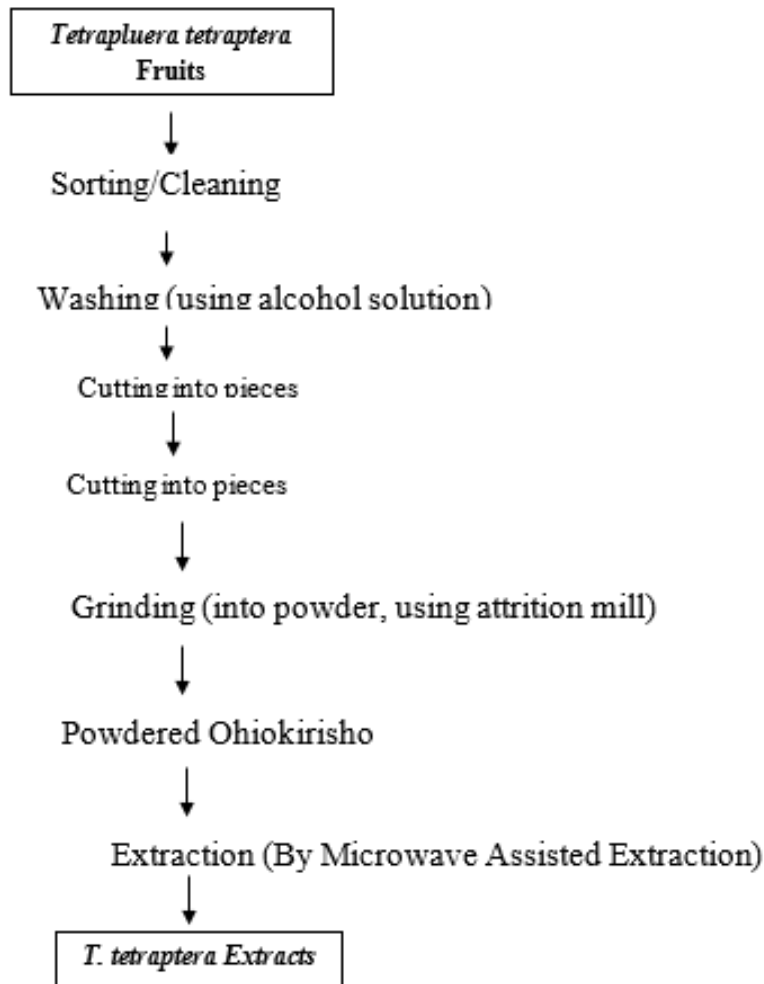 Tetrapluera tetraptera
Fruits
Sorting/Cleaning
Washing (using alcohol solution)
Cutting into pieces
Cutting into pieces
Grinding (into powder, using attrition mill)
Powdered Ohiokirisho
Extraction (By Microwave Assisted Extraction)
T. tetraptera Extracts